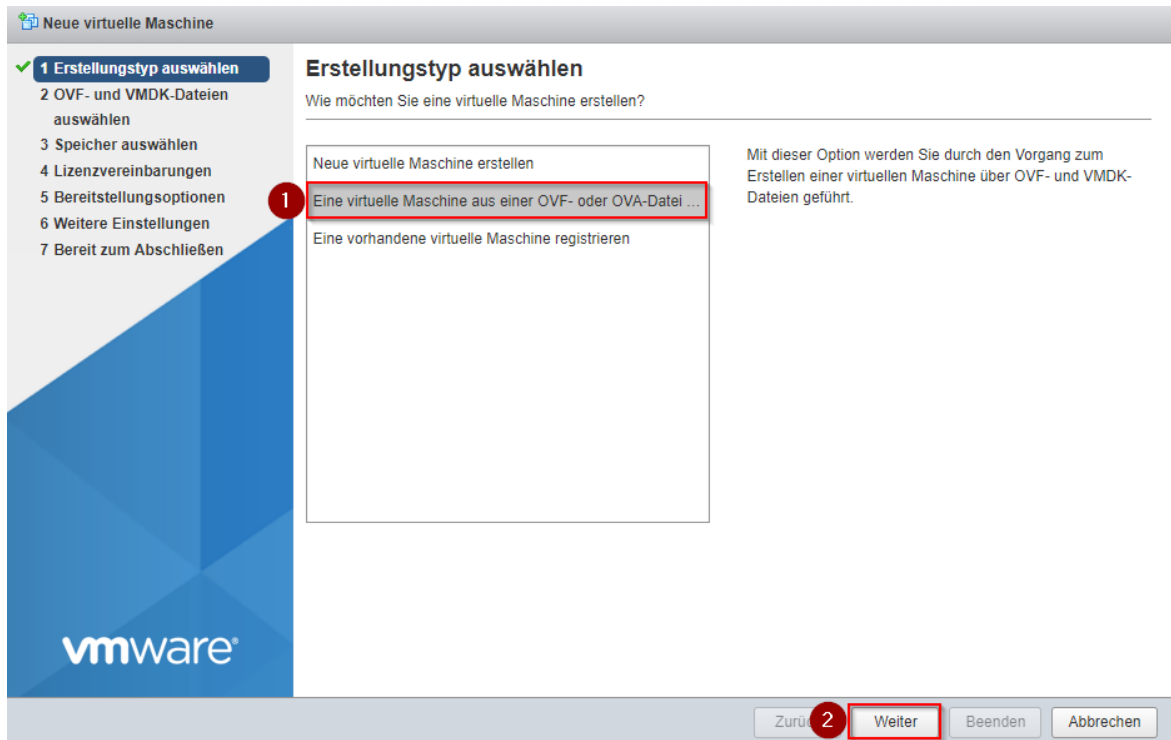 Neue virtuelle Maschine
1 Erstellungstyp auswählen
2 OVF- und VMDK-Dateien
auswählen
3 Speicher auswählen
4 Lizenzvereinbarungen
5 Bereitstellungsoptionen
6 Weitere Einstellungen
7 Bereit zum Abschließen
Erstellungstyp auswählen
Wie möchten Sie eine virtuelle Maschine erstellen?
Neue virtuelle Maschine erstellen
1
Eine virtuelle Maschine aus einer OVF- oder OVA-Datei ...
Eine vorhandene virtuelle Maschine registrieren
Mit dieser Option werden Sie durch den Vorgang zum
Erstellen einer virtuellen Maschine über OVF- und VMDK-
Dateien geführt.
vmware®
2
Weiter
Beenden
Abbrechen